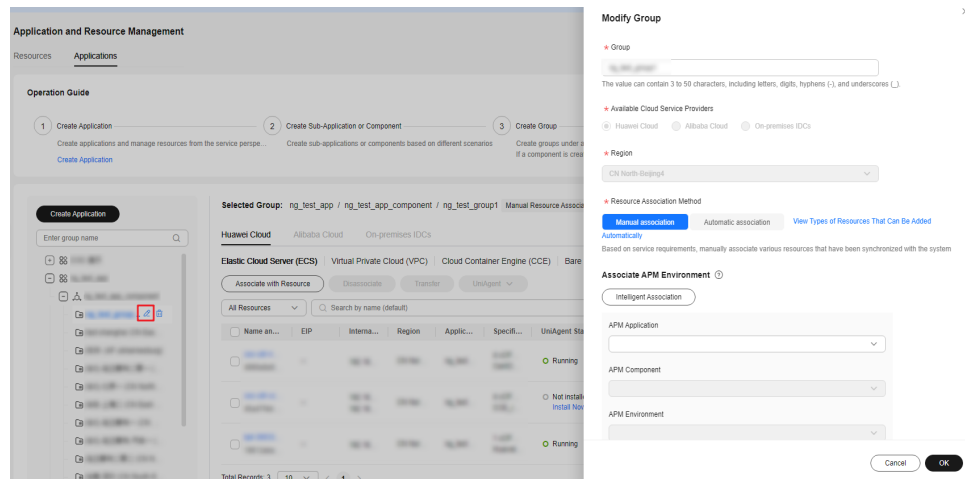 Application and Resource Management
Resources Applications
Operation Guide
1 Create Application
Create applications and manage resources from the service perspe...
Create Application
2 Create Sub-Application or Component
Create sub-applications or components based on different scenarios
3 Create Group
Create groups under a
If a component is crea
Create Application
Enter group name
Selected Group: ng_test_app / ng_test_app_component / ng_test_group1 Manual Resource Associa
Huawei Cloud Alibaba Cloud On-premises IDCs
Elastic Cloud Server (ECS) Virtual Private Cloud (VPC) Cloud Container Engine (CCE) Bare
Associate with Resource Disassociate Transfer UniAgent
All Resources Search by name (default)
Name an... EIP Interna... Region Applic... Specifi... UniAgent Sta
Running
Not installe
Install Now
Running
Total Records: 3 10 < 1 >
Modify Group
* Group
The value can contain 3 to 50 characters, including letters, digits, hyphens (-), and underscores (_).
* Available Cloud Service Providers
Huawei Cloud Alibaba Cloud On-premises IDCs
* Region
CN North-Beijing4
* Resource Association Method
Manual association Automatic association View Types of Resources That Can Be Added
Automatically
Based on service requirements, manually associate various resources that have been synchronized with the system
Associate APM Environment ?
Intelligent Association
APM Application
APM Component
APM Environment
Cancel OK